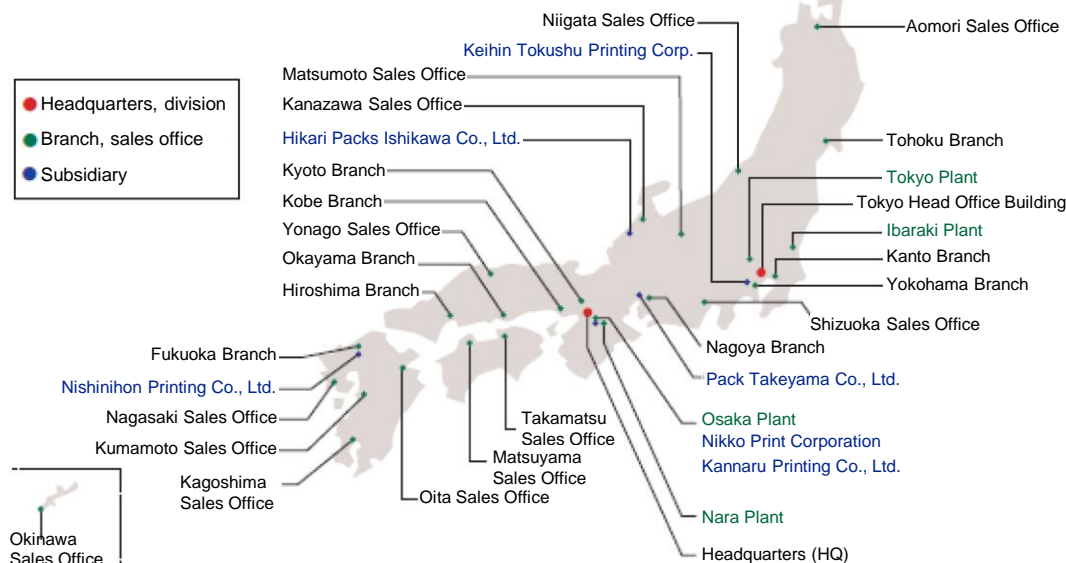 Niigata Sales Office
Aomori Sales Office
Keihin Tokushu Printing Corp.
Matsumoto Sales Office
Kanazawa Sales Office
Hikari Packs Ishikawa Co., Ltd.
Kyoto Branch
Kobe Branch
Yonago Sales Office
Okayama Branch
Hiroshima Branch
Headquarters, division
Branch, sales office
Subsidiary
Tohoku Branch
Tokyo Plant
Tokyo Head Office Building
Ibaraki Plant
Kanto Branch
Yokohama Branch
Shizuoka Sales Office
Nagoya Branch
Pack Takeyama Co., Ltd.
Osaka Plant
Nikko Print Corporation
Kannaru Printing Co., Ltd.
Nara Plant
Headquarters (HQ)
Fukuoka Branch
Nishinihon Printing Co., Ltd.
Nagasaki Sales Office
Kumamoto Sales Office
Kagoshima
Sales Office
Takamatsu
Sales Office
Matsuyama
Sales Office
Oita Sales Office
Okinawa
Sales Office